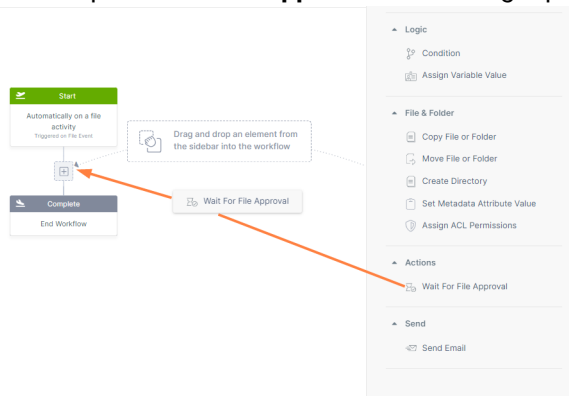 Start
Automatically on a file
activity
Triggered on File Event
Drag and drop an element from
the sidebar into the workflow
Wait For File Approval
Complete
End Workflow
Logic
Condition
Assign Variable Value
File & Folder
Copy File or Folder
Move File or Folder
Create Directory
Set Metadata Attribute Value
Assign ACL Permissions
Actions
Wait For File Approval
Send
Send Email